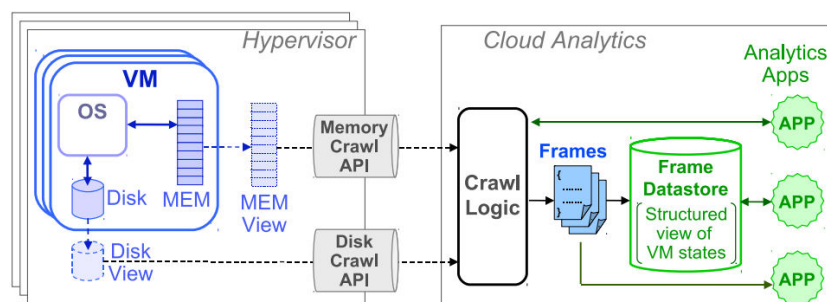 Hypervisor
VM
OS
Disk
MEM
MEM
View
Disk
View
Memory
Crawl
API
Disk
Crawl
API
Cloud Analytics
Crawl
Logic
Frames
{
.......
.......
}
Frame
Datastore
Structured
view of
VM states
Analytics
Apps
APP
APP
APP